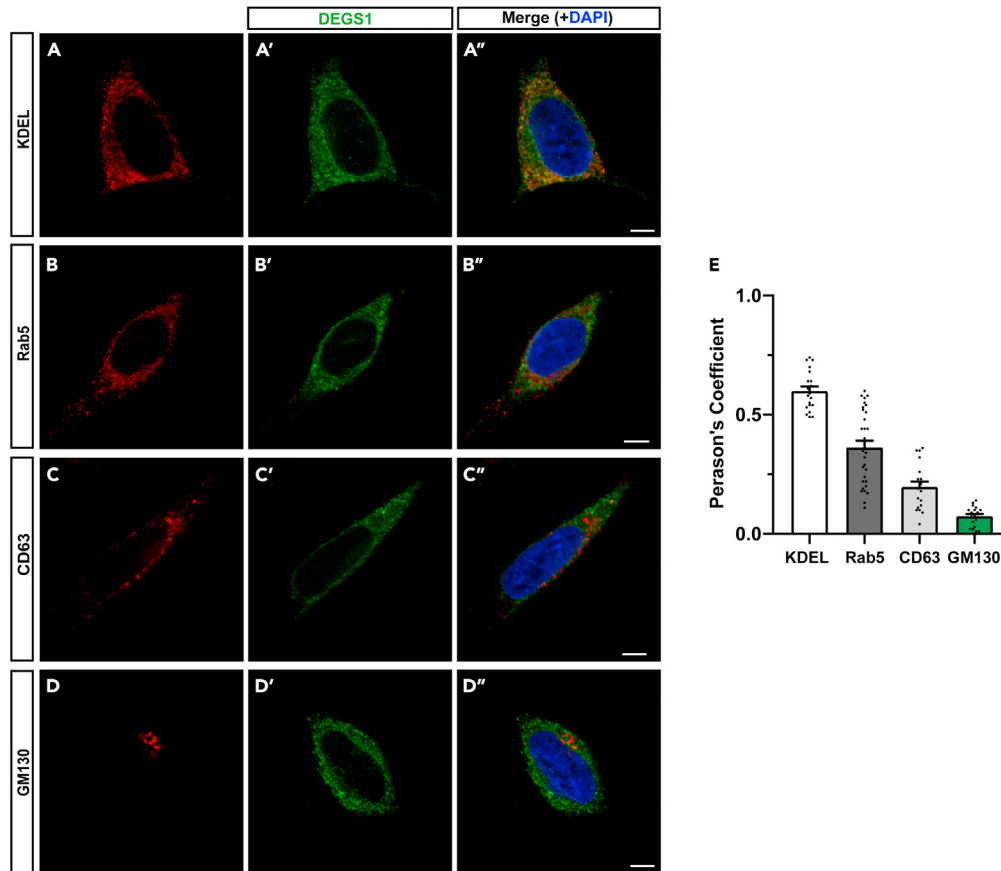 DEGS1
Merge (+DAPI)
KDEL
A
A′
A″
Rab5
B
B′
B″
CD63
C
C′
C″
GM130
D
D′
D″
E
Perason's Coefficient
1.0
0.5
0.0
KDEL Rab5 CD63 GM130